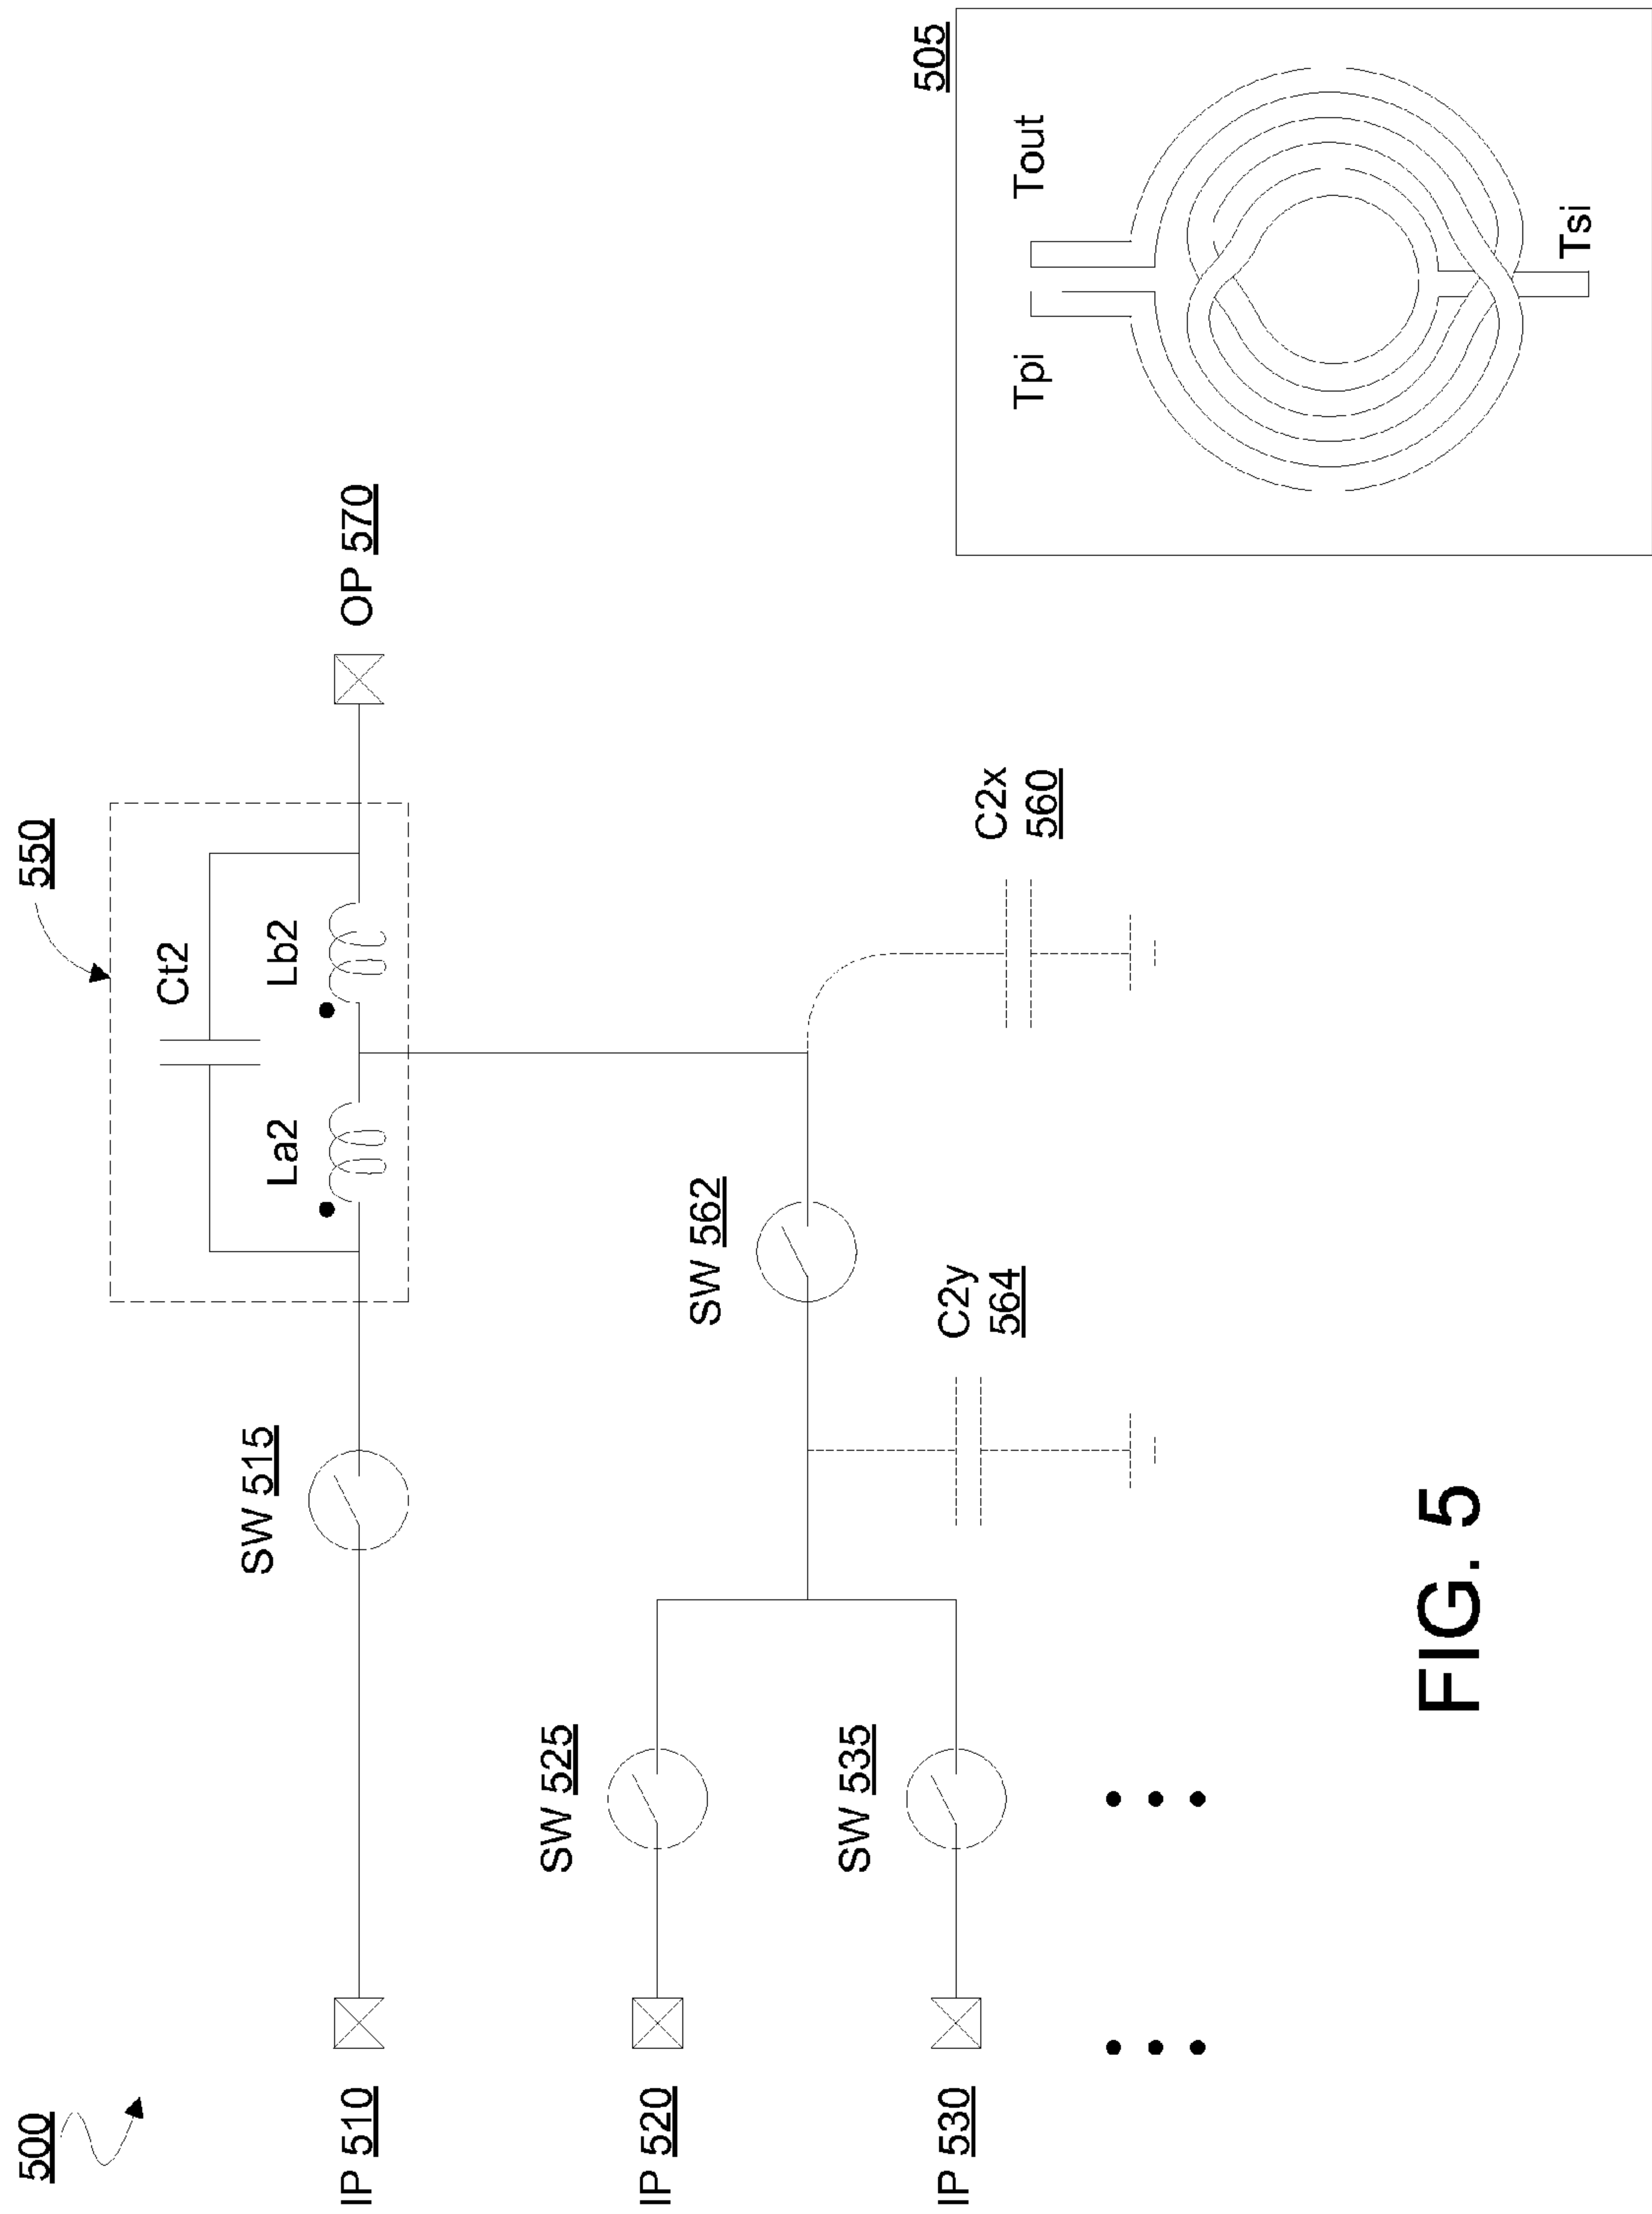 500
550
Ct2
La2
Lb2
SW 515
IP 510
OP 570
SW 562
SW 525
IP 520
C2y
564
C2x
560
SW 535
IP 530
505
Tpi
Tout
Tsi
FIG. 5